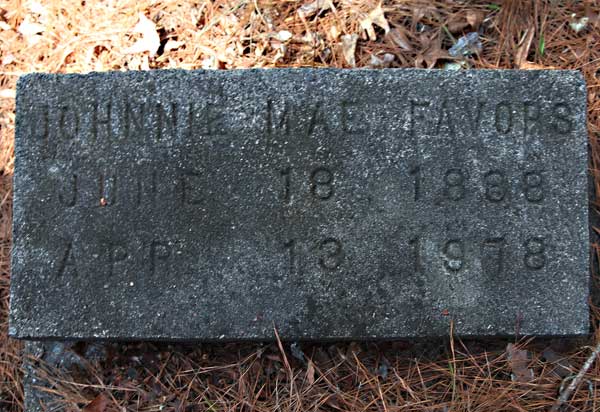 JOHNNIE MAE FAVORS
JUNE 18 1888
APR 13 1978